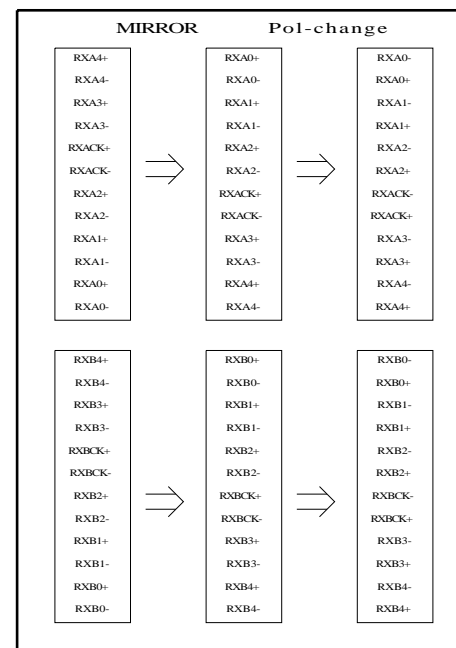 MIRROR Pol-change
RXA4+ RXA0+ RXA0-
RXA4- RXA0- RXA0+
RXA3+ RXA1+ RXA1-
RXA3- RXA1- RXA1+
RXACK+ RXA2+ RXA2-
RXACK- RXA2- RXA2+
RXA2+ RXACK+ RXACK-
RXA2- RXACK- RXACK+
RXA1+ RXA3+ RXA3-
RXA1- RXA3- RXA3+
RXA0+ RXA4+ RXA4-
RXA0- RXA4- RXA4+
RXB4+ RXB0+ RXB0-
RXB4- RXB0- RXB0+
RXB3+ RXB1+ RXB1-
RXB3- RXB1- RXB1+
RXBCK+ RXB2+ RXB2-
RXBCK- RXB2- RXB2+
RXB2+ RXBCK+ RXBCK-
RXB2- RXBCK- RXBCK+
RXB1+ RXB3+ RXB3-
RXB1- RXB3- RXB3+
RXB0+ RXB4+ RXB4-
RXB0- RXB4- RXB4+